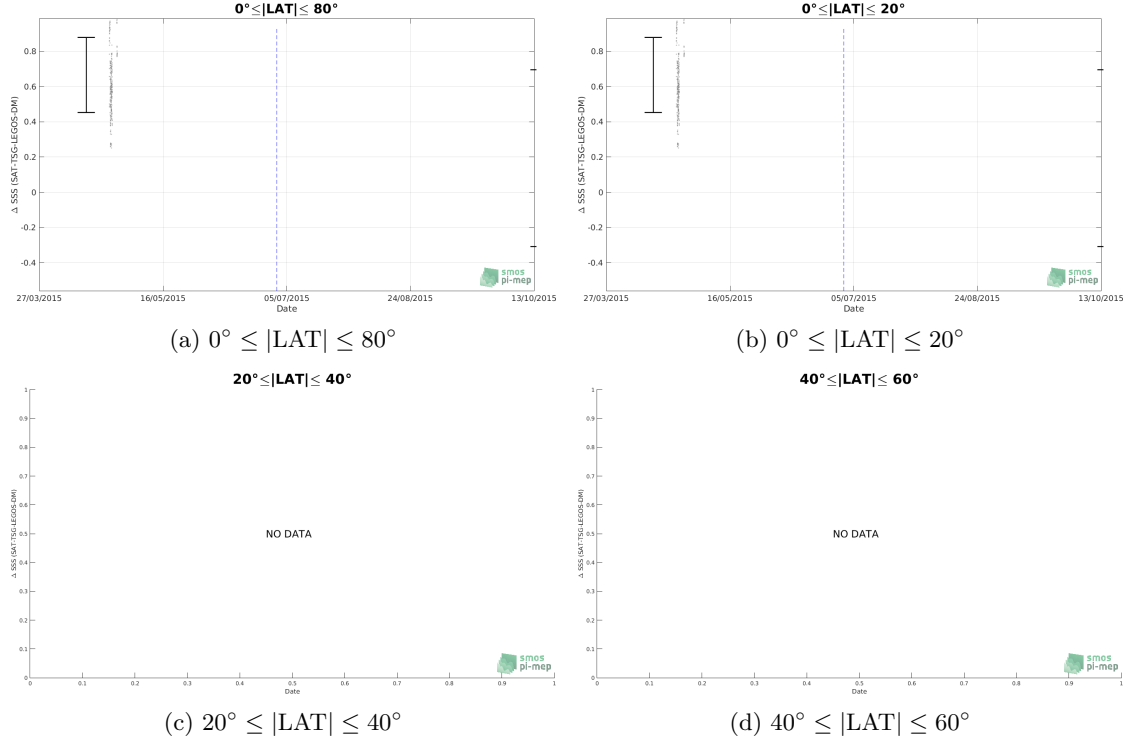 0°≤|LAT|≤ 80°
Δ SSS (SAT-TSG-LEGOS-DM)
0.8
0.6
0.4
0.2
0
-0.2
-0.4
smos
pi-mep
27/03/2015 16/05/2015 05/07/2015 24/08/2015 13/10/2015
Date
(a) 0° ≤ |LAT| ≤ 80°
0°≤|LAT|≤ 20°
Δ SSS (SAT-TSG-LEGOS-DM)
0.8
0.6
0.4
0.2
0
-0.2
-0.4
smos
pi-mep
27/03/2015 16/05/2015 05/07/2015 24/08/2015 13/10/2015
Date
(b) 0° ≤ |LAT| ≤ 20°
20°≤|LAT|≤ 40°
Δ SSS (SAT-TSG-LEGOS-DM)
1
0.9
0.8
0.7
0.6
0.5
0.4
0.3
0.2
0.1
0
NO DATA
smos
pi-mep
0 0.1 0.2 0.3 0.4 0.5 0.6 0.7 0.8 0.9 1
Date
(c) 20° ≤ |LAT| ≤ 40°
40°≤|LAT|≤ 60°
Δ SSS (SAT-TSG-LEGOS-DM)
1
0.9
0.8
0.7
0.6
0.5
0.4
0.3
0.2
0.1
0
NO DATA
smos
pi-mep
0 0.1 0.2 0.3 0.4 0.5 0.6 0.7 0.8 0.9 1
Date
(d) 40° ≤ |LAT| ≤ 60°